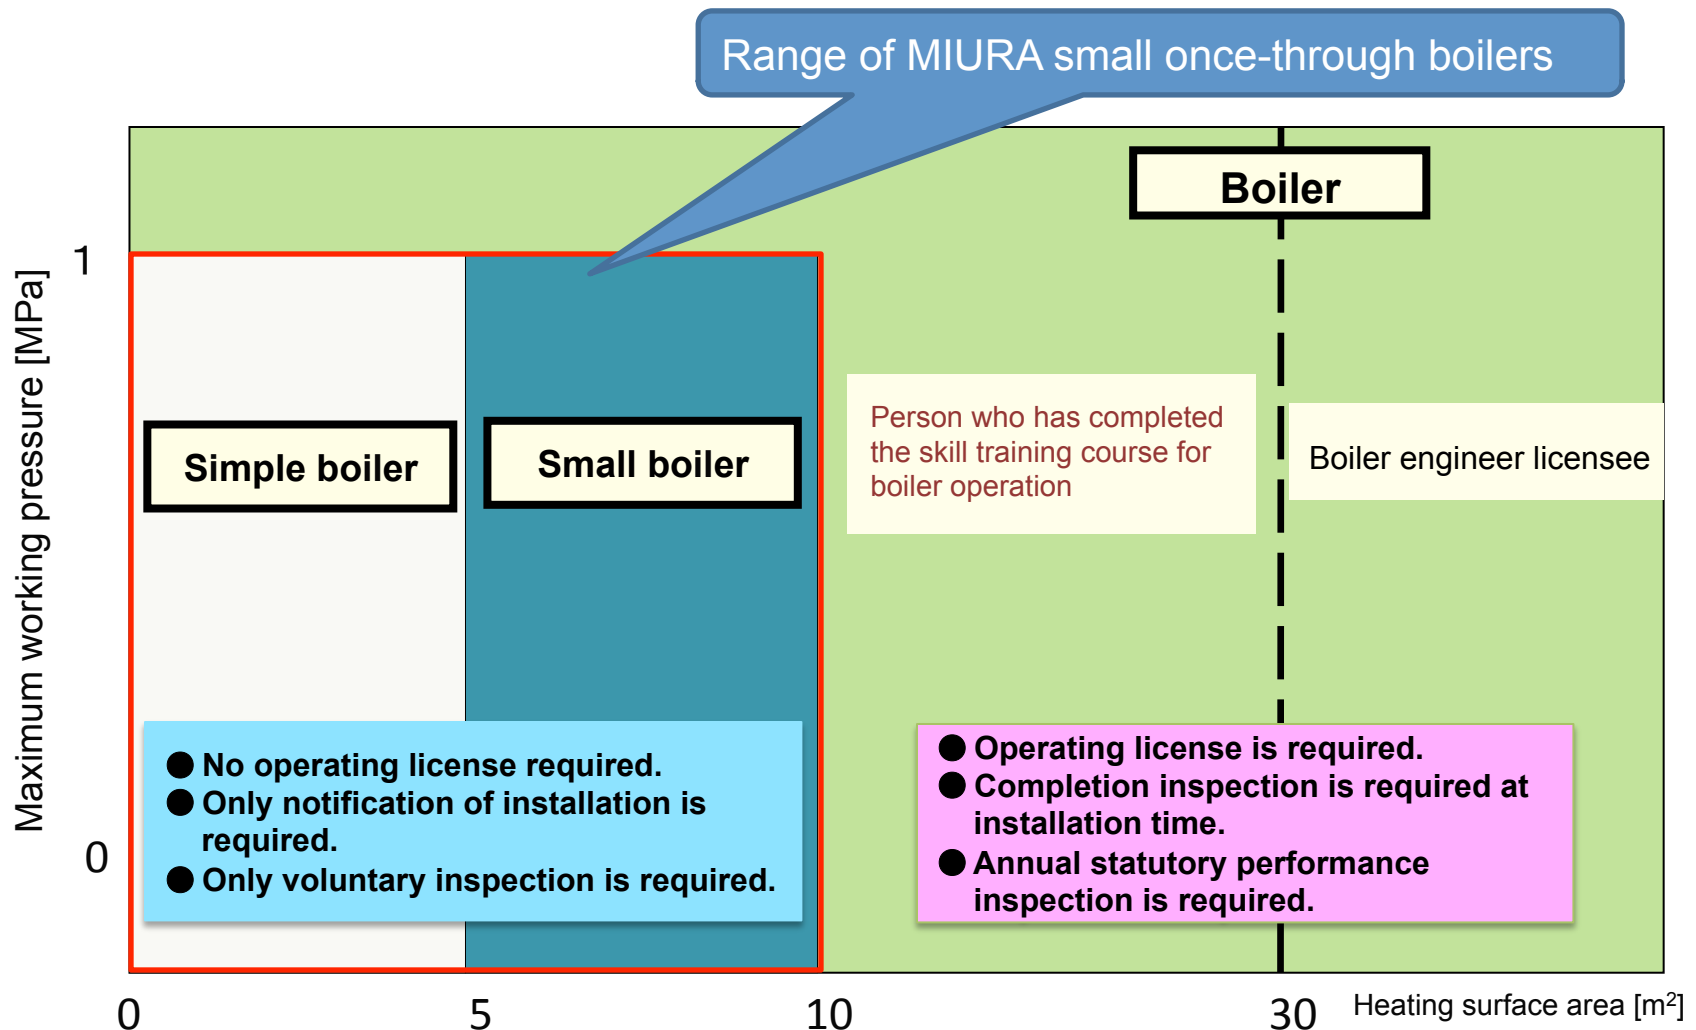 Range of MIURA small once-through boilers
Boiler
1
Maximum working pressure [MPa]
Simple boiler
Small boiler
Person who has completed
the skill training course for
boiler operation
Boiler engineer licensee
● No operating license required.
● Only notification of installation is
required.
● Only voluntary inspection is required.
● Operating license is required.
● Completion inspection is required at
installation time.
● Annual statutory performance
inspection is required.
0
0
5
10
30
Heating surface area [m²]